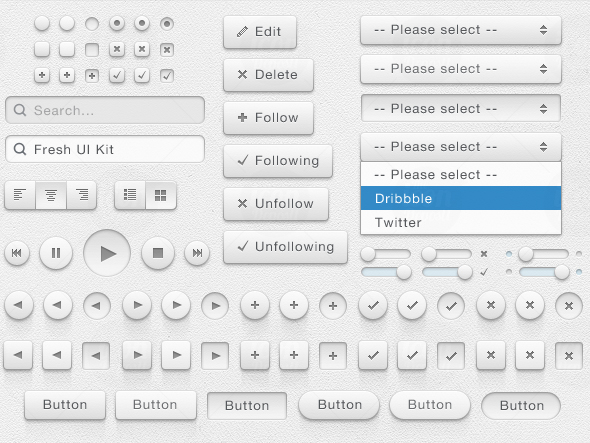 Search...
Fresh UI Kit
Edit
Delete
Follow
Following
Unfollow
Unfollowing
-- Please select --
-- Please select --
-- Please select --
-- Please select --
-- Please select --
Dribbble
Twitter
Button Button Button Button Button Button